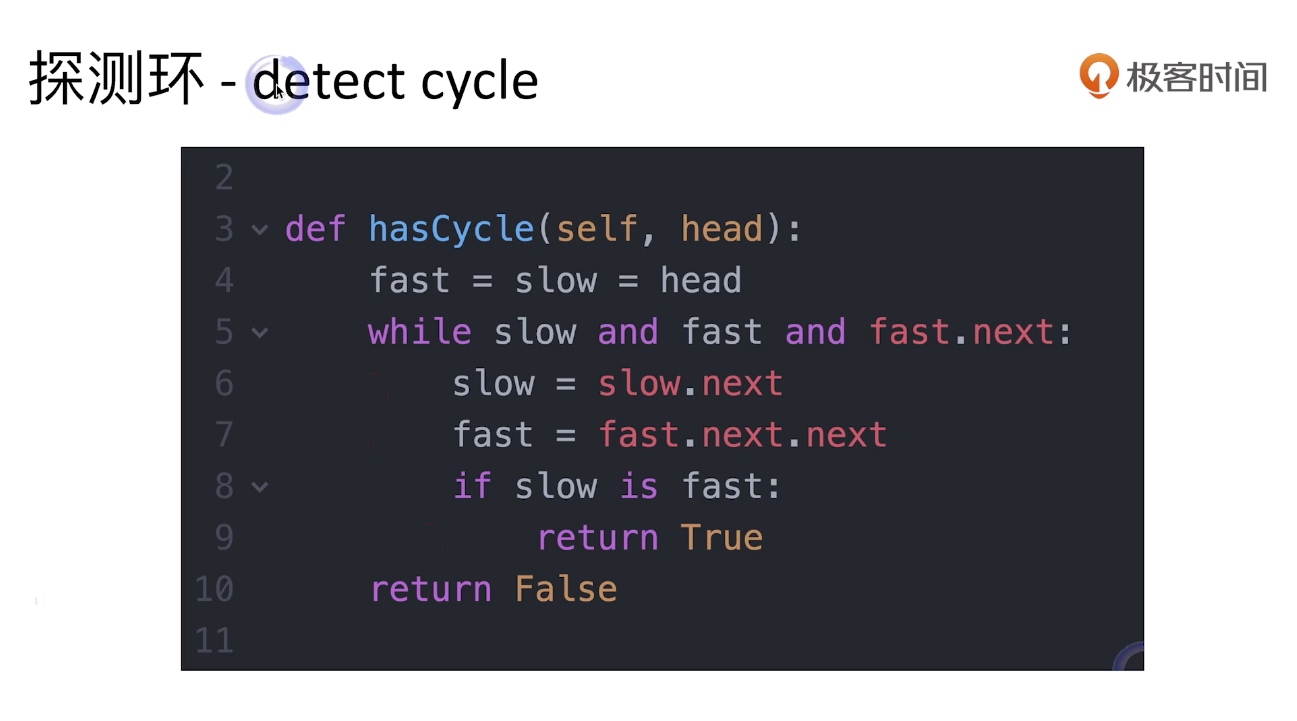 探测环 - detect cycle
极客时间
2
3 def hasCycle(self, head):
4     fast = slow = head
5     while slow and fast and fast.next:
6         slow = slow.next
7         fast = fast.next.next
8         if slow is fast:
9             return True
10     return False
11